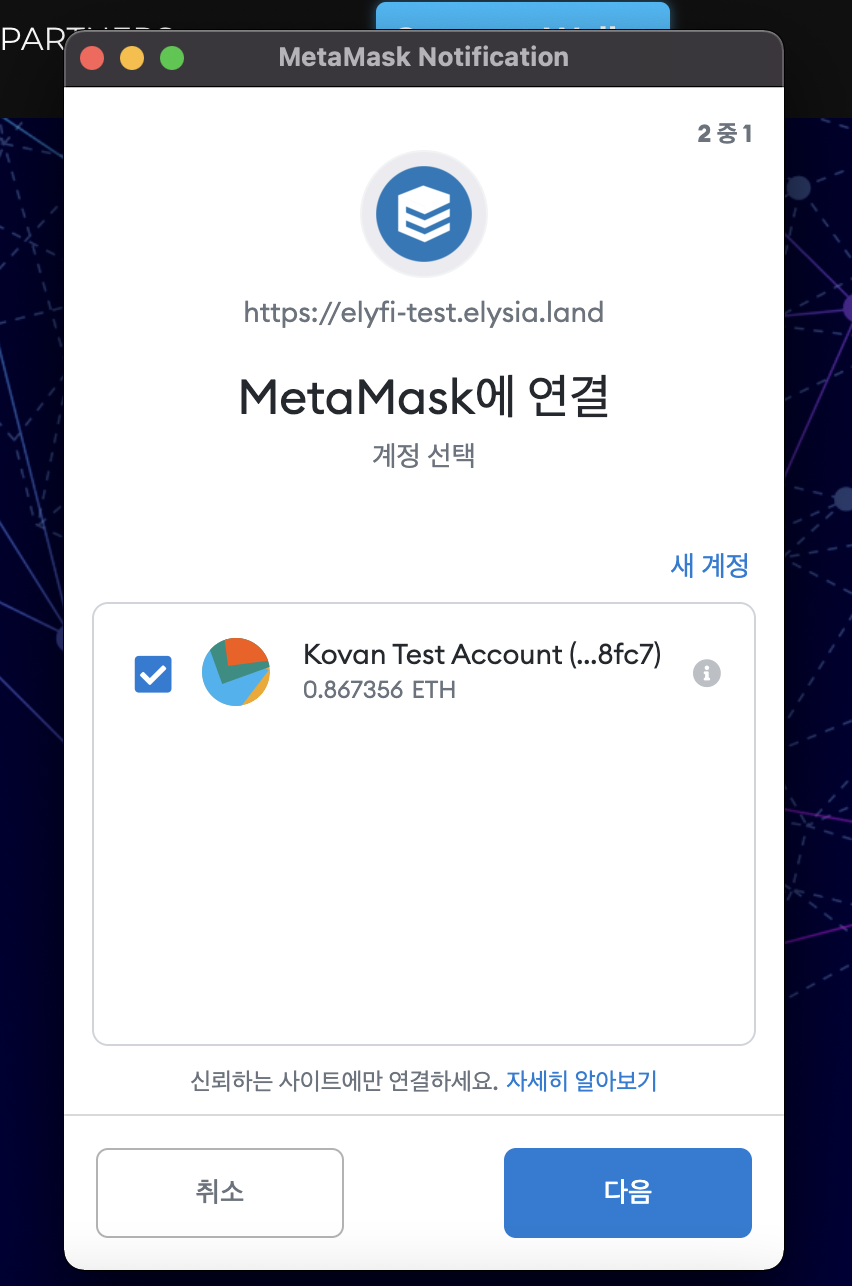 MetaMask Notification
2 중 1
https://elyfi-test.elysia.land
MetaMask에 연결
계정 선택
새 계정
Kovan Test Account (...8fc7)
0.867356 ETH
신뢰하는 사이트에만 연결하세요. 자세히 알아보기
취소
다음